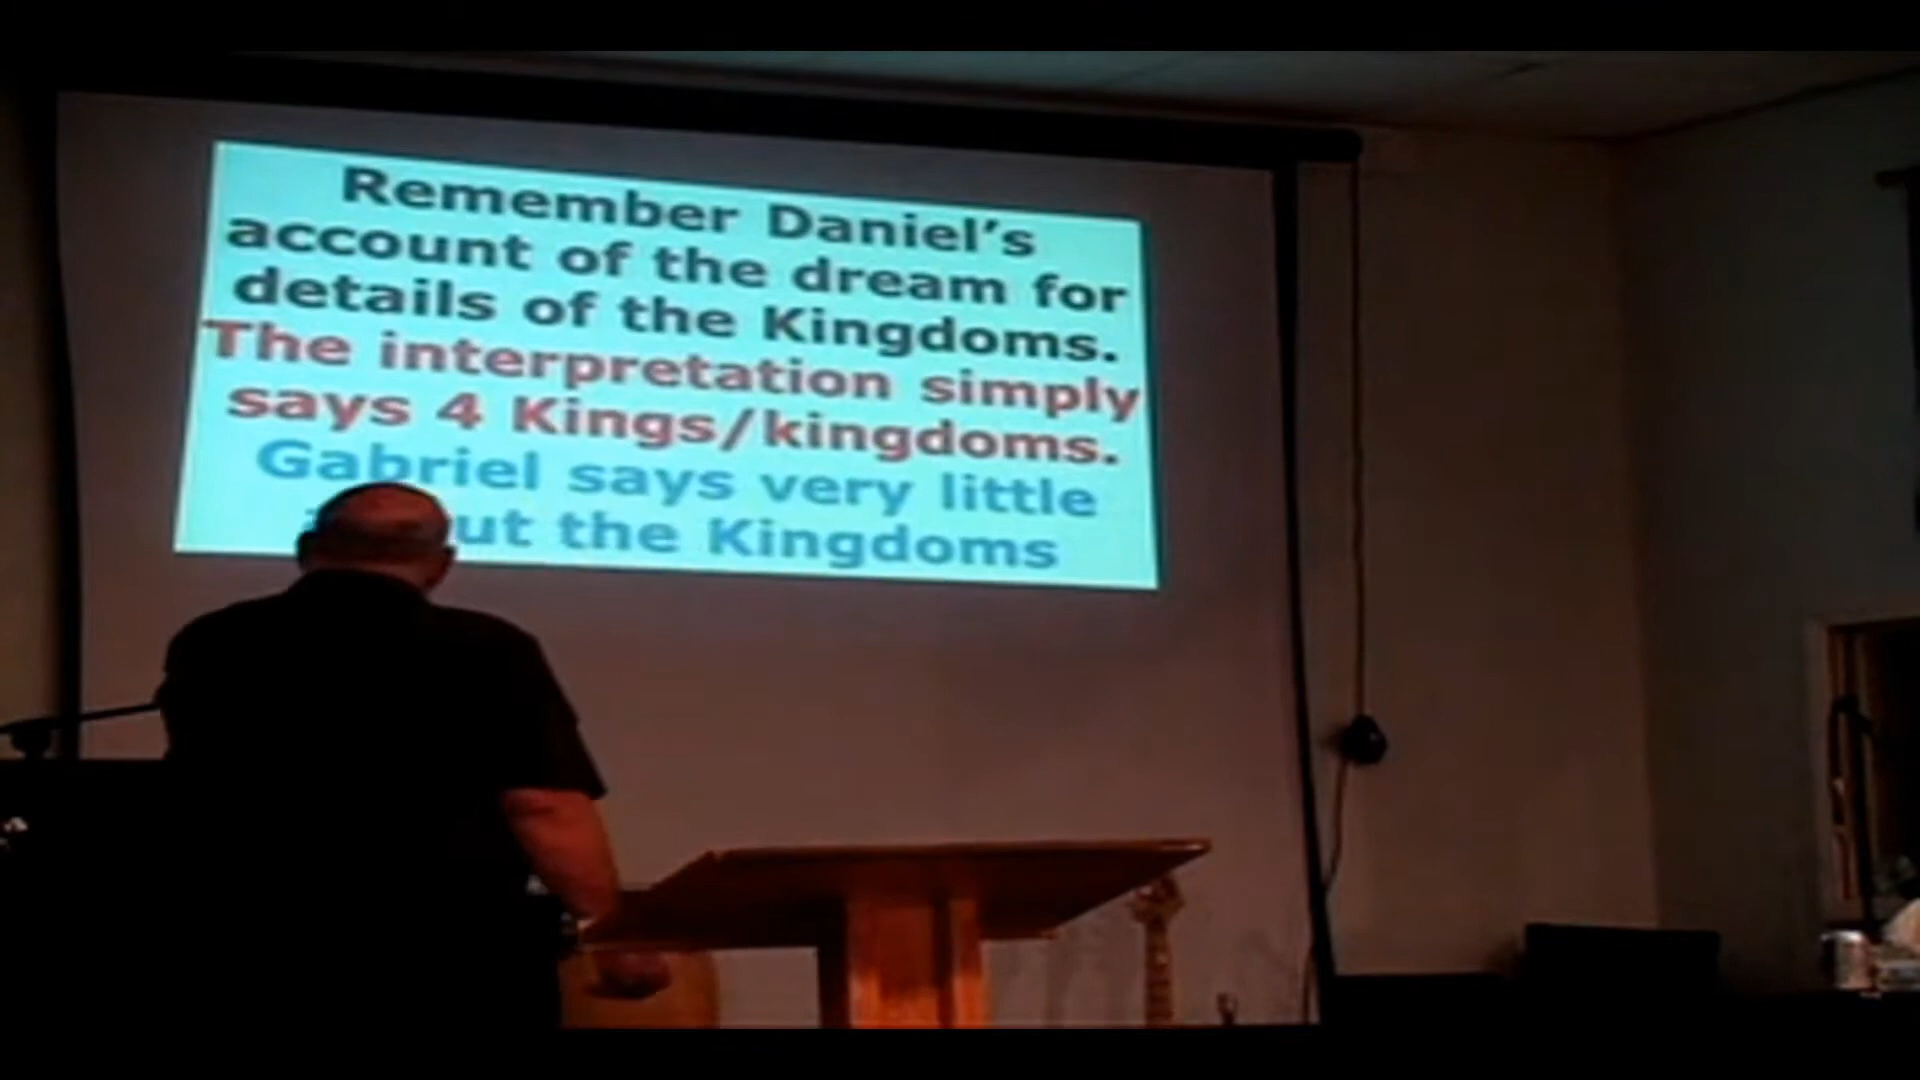 Remember Daniel’s
account of the dream for
details of the Kingdoms.
The interpretation simply
says 4 Kings/kingdoms.
Gabriel says very little
the Kingdoms